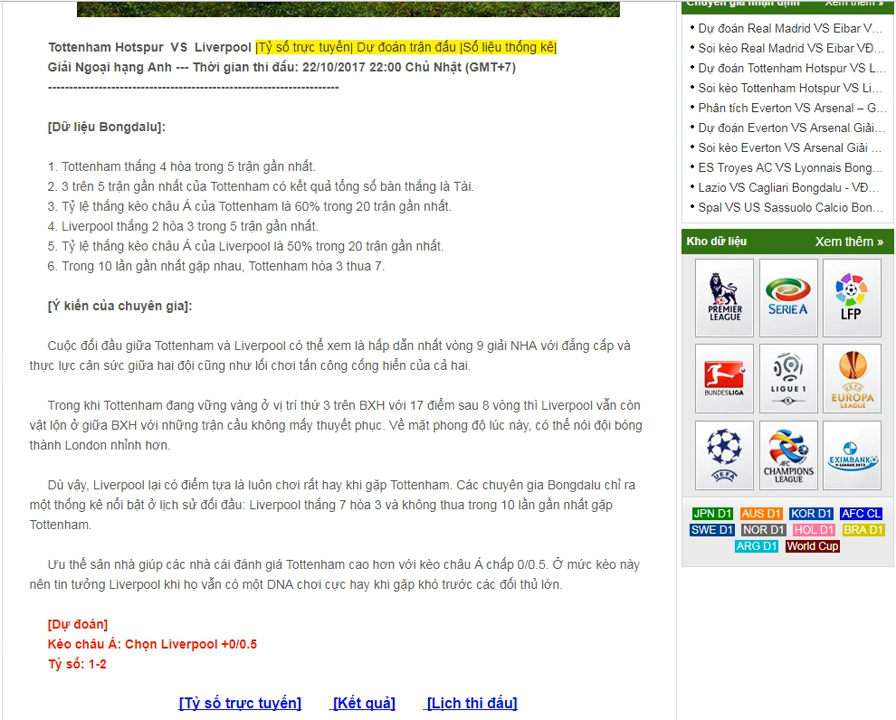 Tottenham Hotspur VS Liverpool |Tỷ số trực tuyến| Dự đoán trận đấu |Số liệu thống kê|
Giải Ngoại hạng Anh --- Thời gian thi đấu: 22/10/2017 22:00 Chủ Nhật (GMT+7)
---------------------------------------------------------------------
[Dữ liệu Bongdalu]:
1. Tottenham thắng 4 hòa trong 5 trận gần nhất.
2. 3 trên 5 trận gần nhất của Tottenham có kết quả tổng số bàn thắng là Tài.
3. Tỷ lệ thắng kèo châu Á của Tottenham là 60% trong 20 trận gần nhất.
4. Liverpool thắng 2 hòa 3 trong 5 trận gần nhất.
5. Tỷ lệ thắng kèo châu Á của Liverpool là 50% trong 20 trận gần nhất.
6. Trong 10 lần gần nhất gặp nhau, Tottenham hòa 3 thua 7.
[Ý kiến của chuyên gia]:
Cuộc đối đầu giữa Tottenham và Liverpool có thể xem là hấp dẫn nhất vòng 9 giải NHA với đẳng cấp và
thực lực cân sức giữa hai đội cũng như lối chơi tấn công cống hiến của cả hai.
Trong khi Tottenham đang vững vàng ở vị trí thứ 3 trên BXH với 17 điểm sau 8 vòng thì Liverpool vẫn còn
vật lộn ở giữa BXH với những trận cầu không mấy thuyết phục. Về mặt phong độ lúc này, có thể nói đội bóng
thành London nhỉnh hơn.
Dù vậy, Liverpool lại có điểm tựa là luôn chơi rất hay khi gặp Tottenham. Các chuyên gia Bongdalu chỉ ra
một thống kê nổi bật ở lịch sử đối đầu: Liverpool thắng 7 hòa 3 và không thua trong 10 lần gần nhất gặp
Tottenham.
Ưu thế sân nhà giúp các nhà cái đánh giá Tottenham cao hơn với kèo châu Á chấp 0/0.5. Ở mức kèo này
nên tin tưởng Liverpool khi họ vẫn có một DNA chơi cực hay khi gặp khó trước các đối thủ lớn.
[Dự đoán]
Kèo châu Á: Chọn Liverpool +0/0.5
Tỷ số: 1-2
[Tỷ số trực tuyến] [Kết quả] [Lịch thi đấu]
Chuyên gia nhận định Xem thêm »
Dự đoán Real Madrid VS Eibar V...
Soi kèo Real Madrid VS Eibar VĐ...
Dự đoán Tottenham Hotspur VS L...
Soi kèo Tottenham Hotspur VS Li...
Phân tích Everton VS Arsenal – G...
Dự đoán Everton VS Arsenal Giải...
Soi kèo Everton VS Arsenal Giải ...
ES Troyes AC VS Lyonnais Bong...
Lazio VS Cagliari Bongdalu - VĐ...
Spal VS US Sassuolo Calcio Bon...
Kho dữ liệu Xem thêm »
PREMIER LEAGUE
SERIE A
LFP
BUNDESLIGA
LIGUE 1
UEFA EUROPA LEAGUE
UEFA
AFC CHAMPIONS LEAGUE
EXIMBANK
V-LEAGUE 2013
JPN D1 AUS D1 KOR D1 AFC CL
SWE D1 NOR D1 HOL D1 BRA D1
ARG D1 World Cup